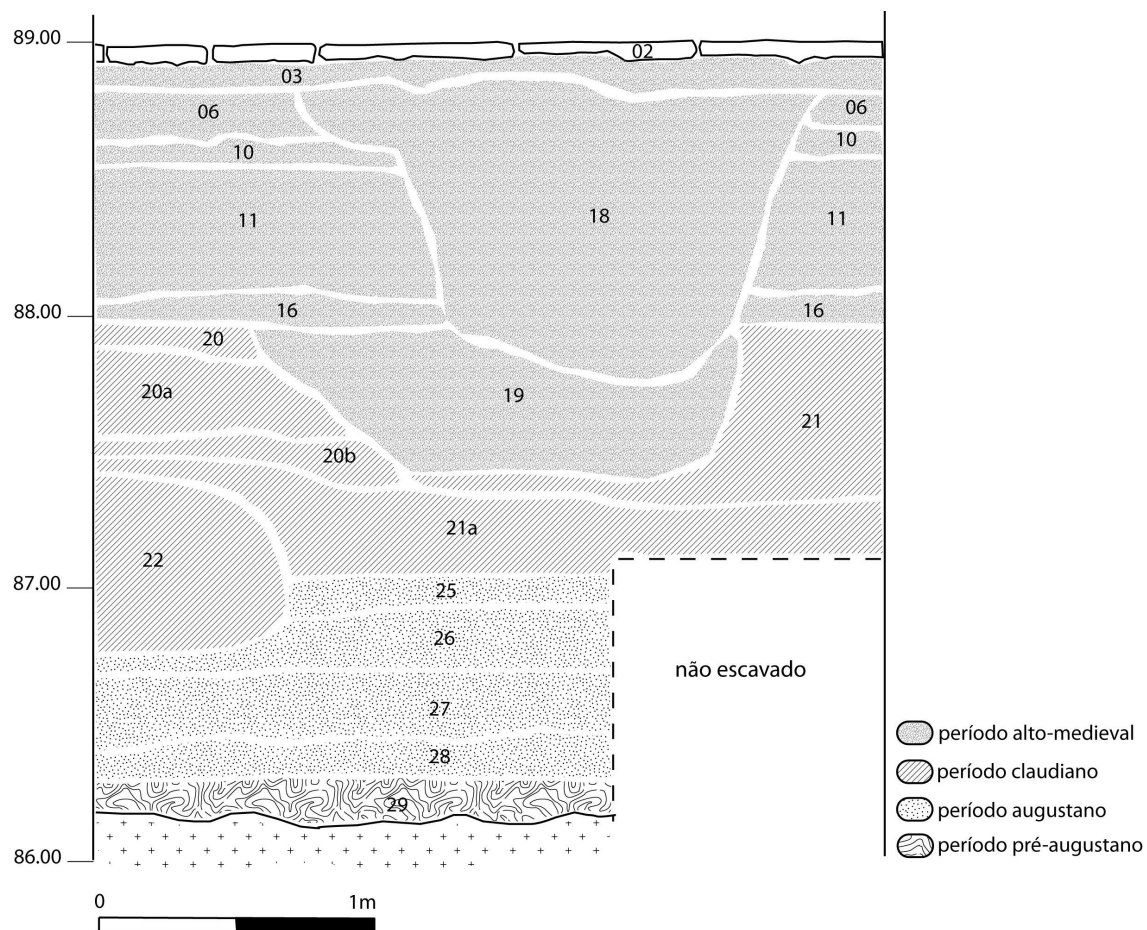 89.00
02
03
06
06
10
10
11
18
11
16
16
88.00
20
20a
19
21
20b
21a
22
87.00
25
26
não escavado
27
28
29
86.00
período alto-medieval
período claudiano
período augustano
período pré-augustano
0
1m